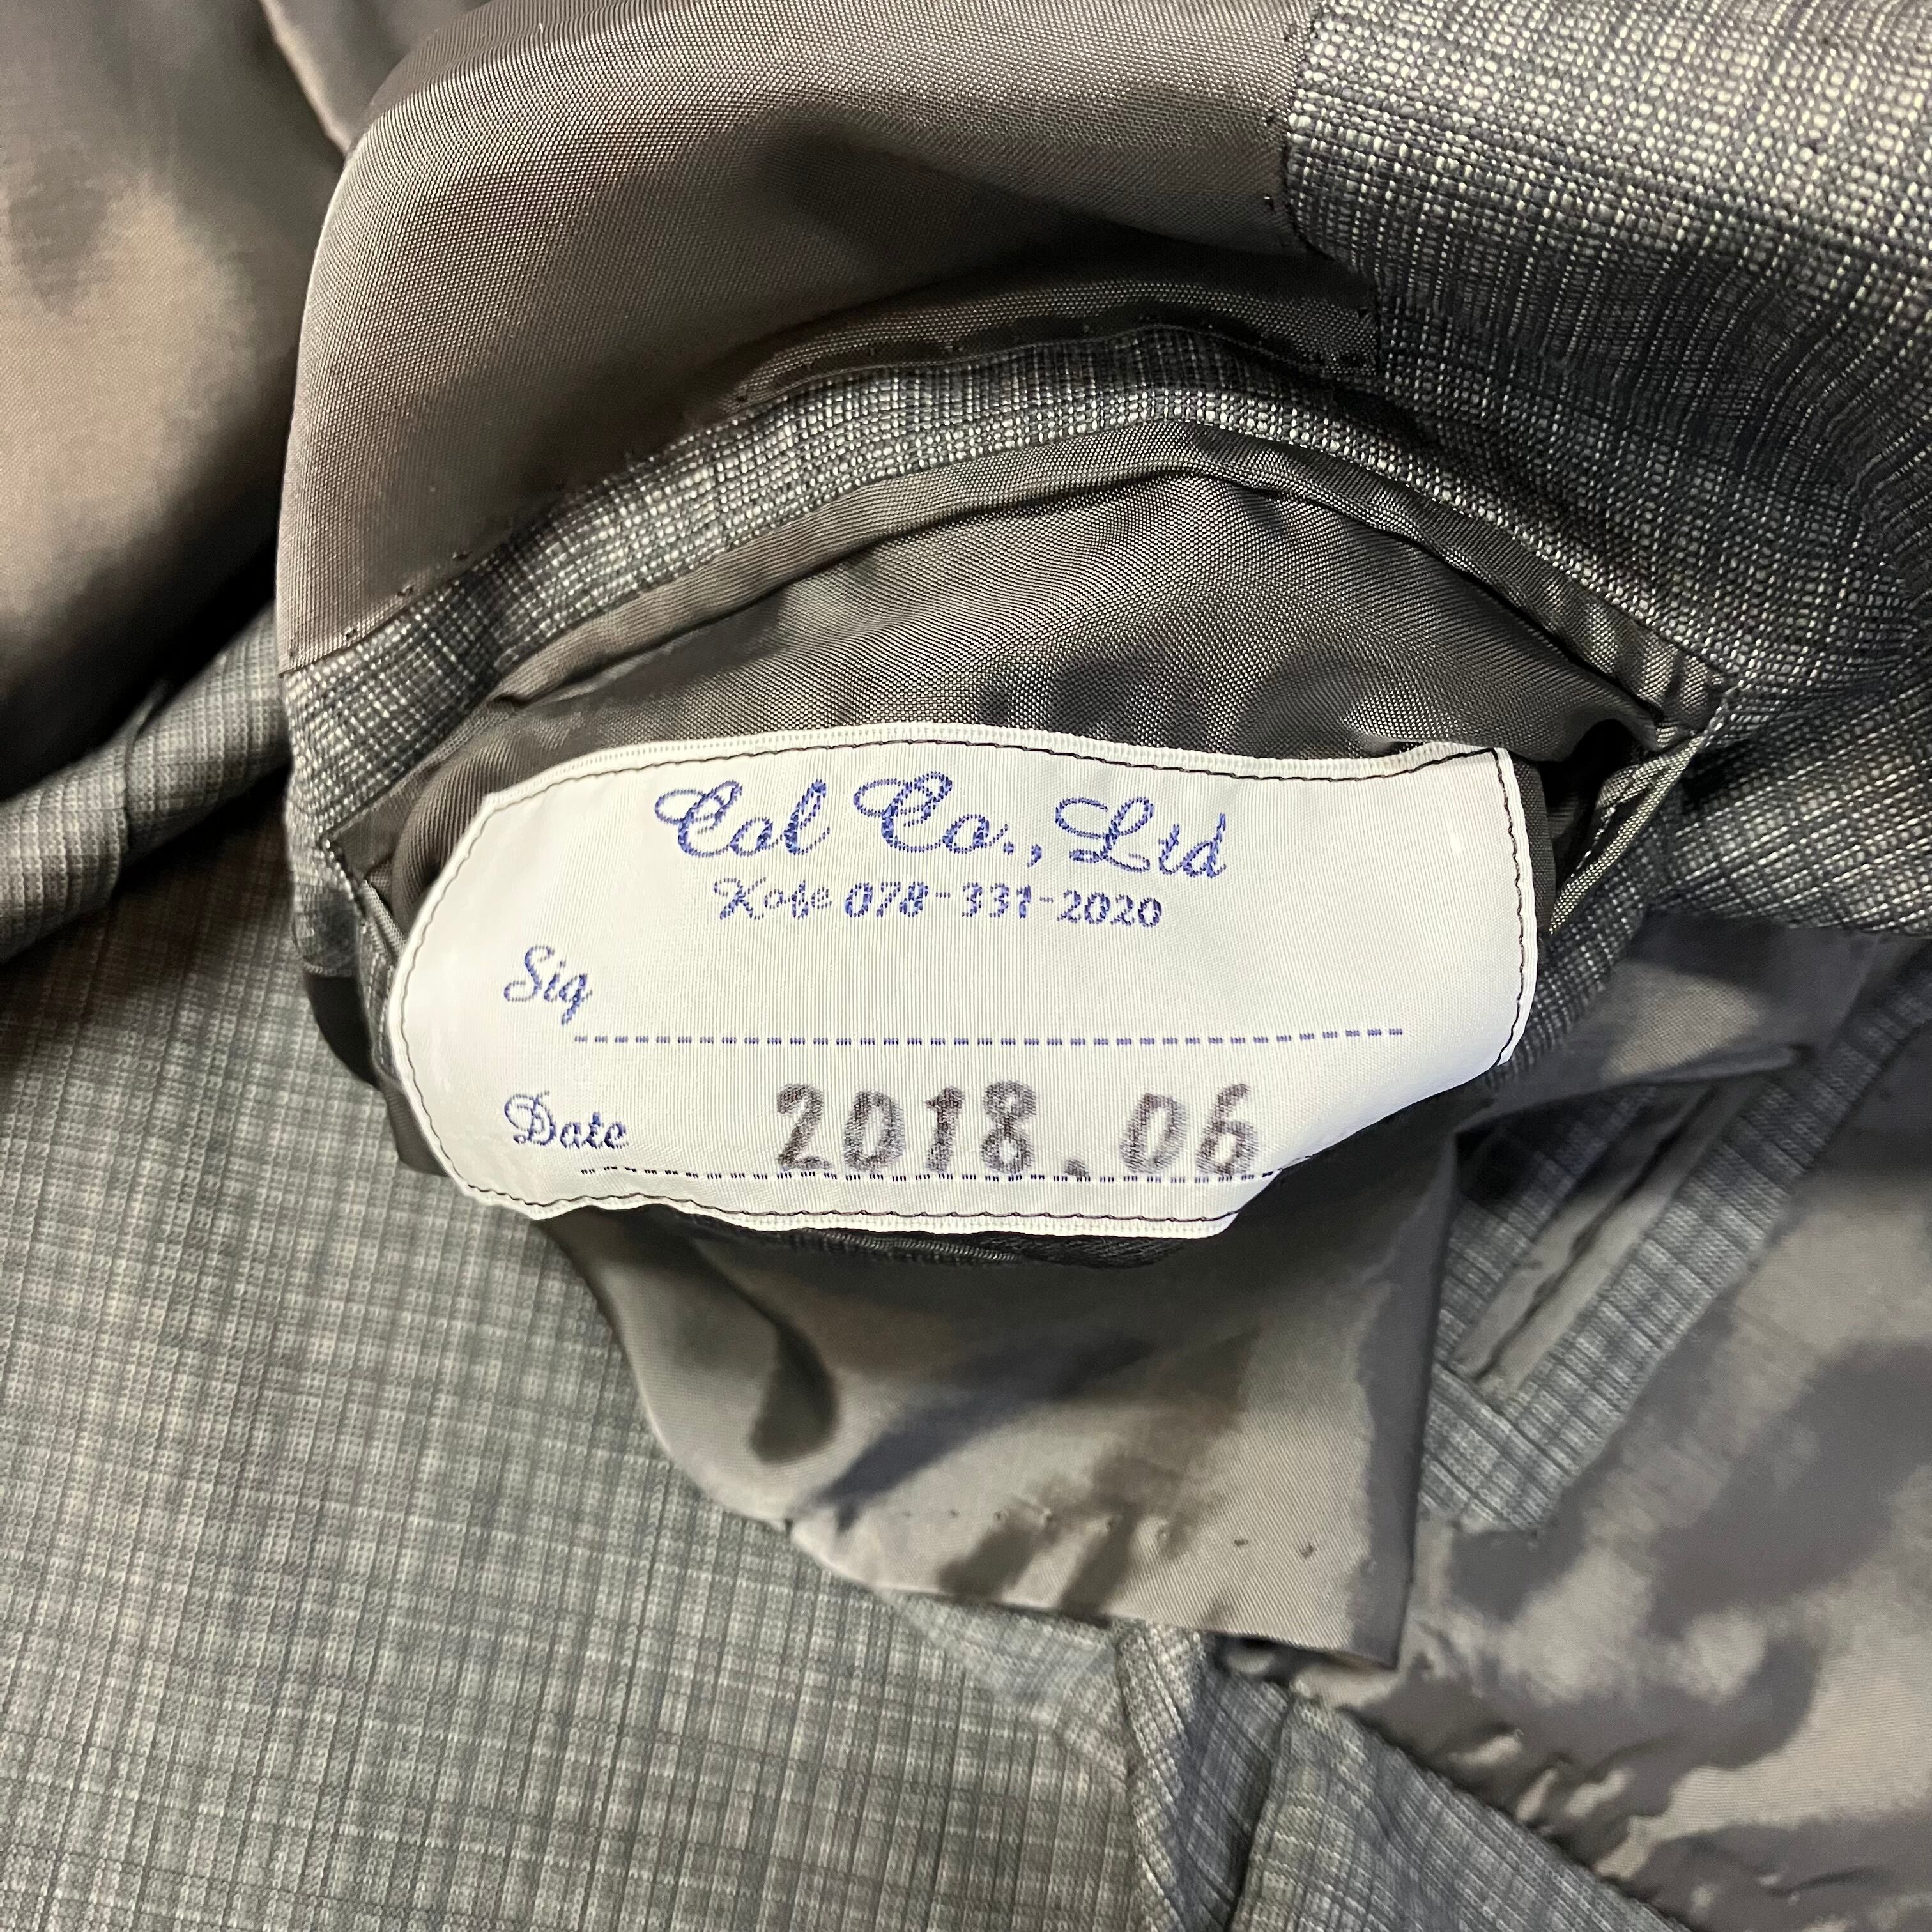 Col Co., Ltd
Kobe 078-331-2020
Sig
Date 2018.06